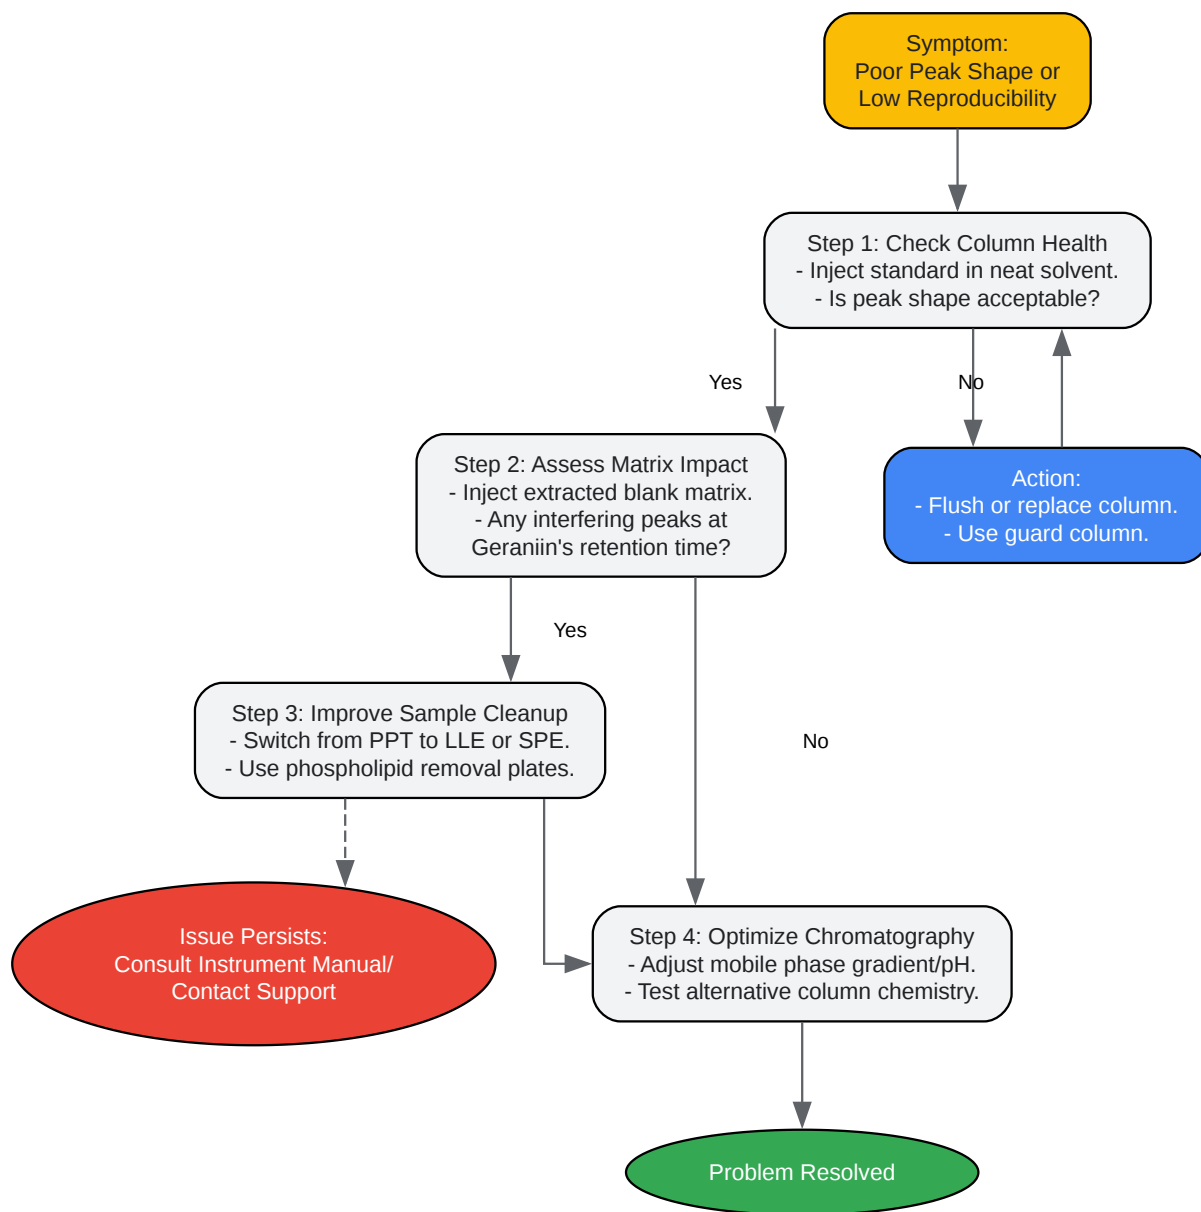 Symptom:
Poor Peak Shape or
Low Reproducibility
Step 1: Check Column Health
- Inject standard in neat solvent.
- Is peak shape acceptable?
Yes
No
Step 2: Assess Matrix Impact
- Inject extracted blank matrix.
- Any interfering peaks at
Geraniin's retention time?
Action:
- Flush or replace column.
- Use guard column.
Yes
Step 3: Improve Sample Cleanup
- Switch from PPT to LLE or SPE.
- Use phospholipid removal plates.
No
Issue Persists:
Consult Instrument Manual/
Contact Support
Step 4: Optimize Chromatography
- Adjust mobile phase gradient/pH.
- Test alternative column chemistry.
Problem Resolved